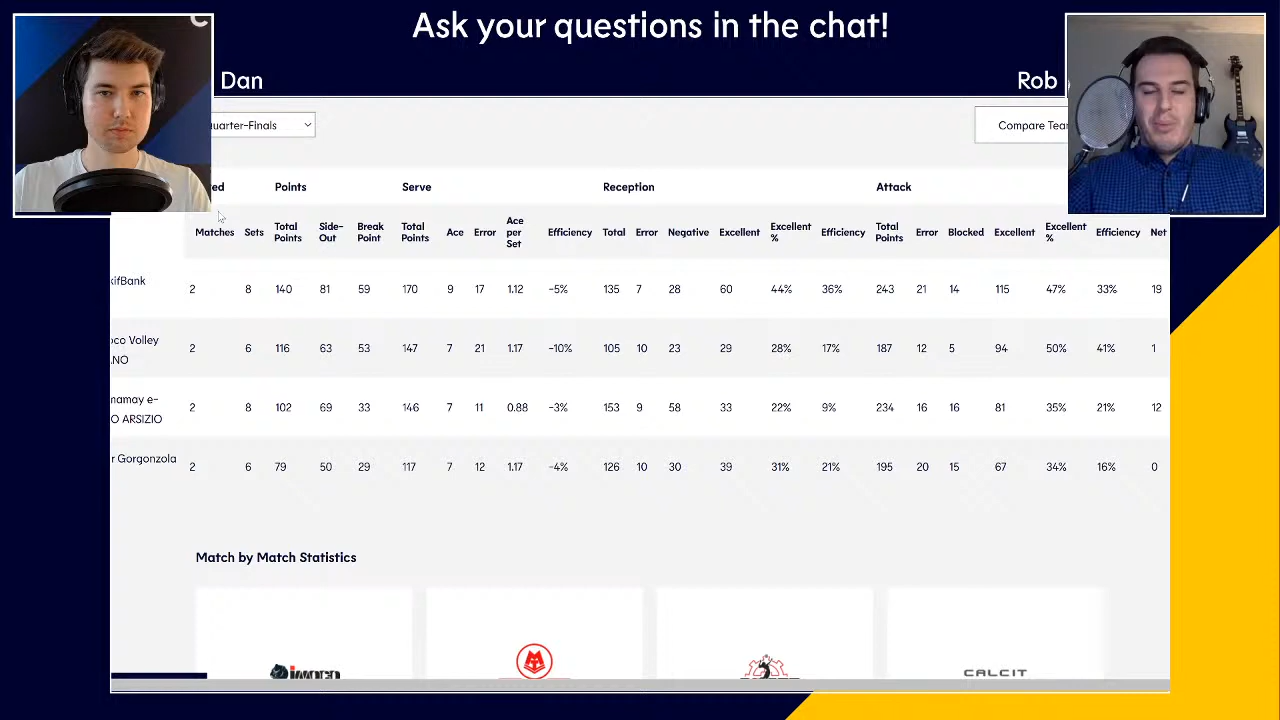 Ask your questions in the chat!
Dan
Rob
uarter-Finals
Compare Tea
ed Points Serve Reception Attack
Matches Sets Total Points Side-Out Break Point Total Points Ace Error Ace per Set Efficiency Total Error Negative Excellent Excellent % Efficiency Total Points Error Blocked Excellent Excellent % Efficiency Net
kifBank 2 8 140 81 59 170 9 17 1.12 -5% 135 7 28 60 44% 36% 243 21 14 115 47% 33% 19
oco Volley
ANO
2 6 116 63 53 147 7 21 1.17 -10% 105 10 23 29 28% 17% 187 12 5 94 50% 41% 1
mamay e-
O ARSIZIO
2 8 102 69 33 146 7 11 0.88 -3% 153 9 58 33 22% 9% 234 16 16 81 35% 21% 12
r Gorgonzola
2 6 79 50 29 117 7 12 1.17 -4% 126 10 30 39 31% 21% 195 20 15 67 34% 16% 0
Match by Match Statistics
CALCIT